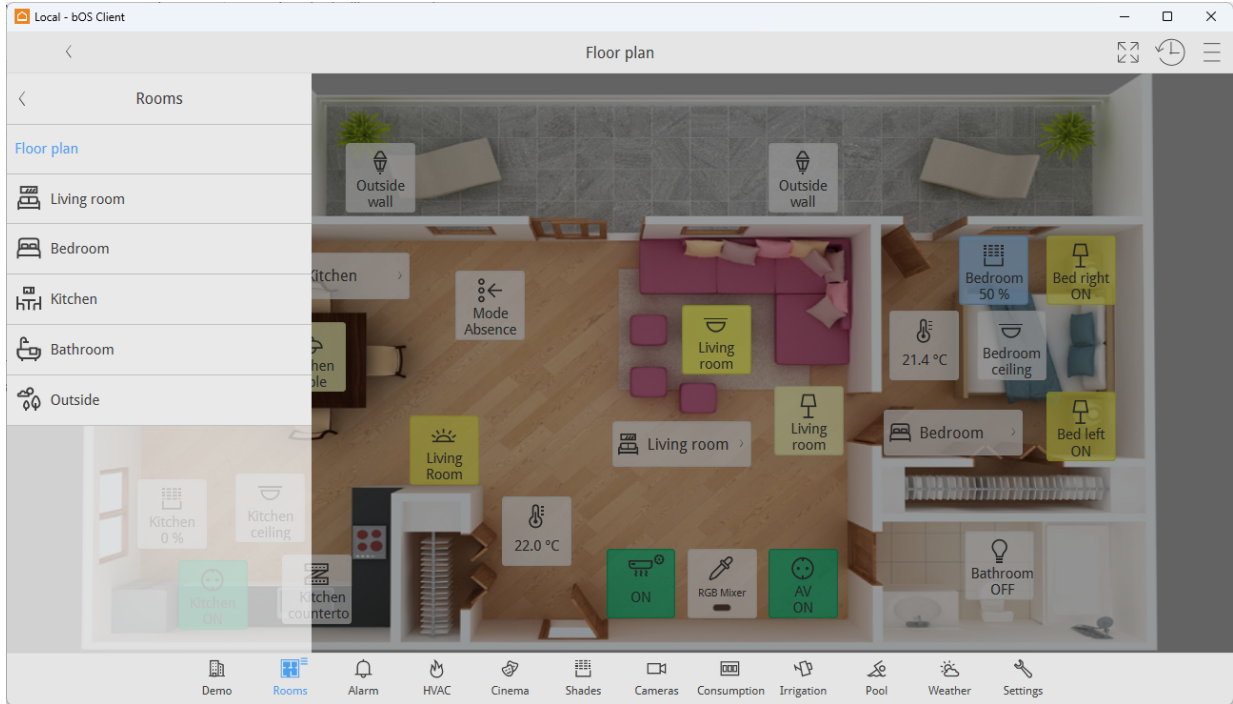 Local - bOS Client
Floor plan
Rooms
Floor plan
Living room
Bedroom
Kitchen
Bathroom
Outside
Outside
wall
Outside
wall
Kitchen
Mode
Absence
Living
room
Bedroom
50 %
Bed right
ON
21.4 °C
Bedroom
ceiling
Living
room
Living room
Bedroom
Bed left
ON
Living
Room
Kitchen
0 %
Kitchen
ceiling
22.0 °C
Kitchen
ON
Kitchen
counterto
ON
RGB Mixer
AV
ON
Bathroom
OFF
Demo
Rooms
Alarm
HVAC
Cinema
Shades
Cameras
Consumption
Irrigation
Pool
Weather
Settings